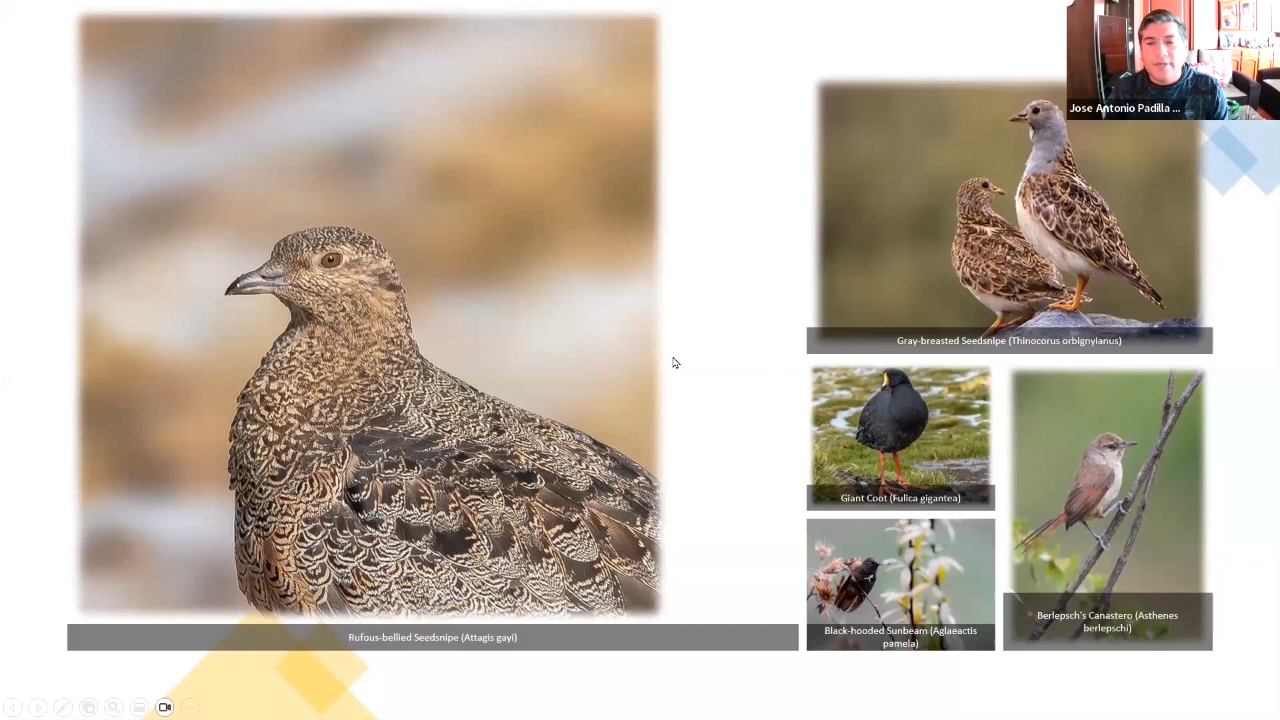 Jose Antonio Padilla ...
Gray-breasted Seedsnipe (Thinocorus orbignyianus)
Giant Coot (Fulica gigantea)
Black-hooded Sunbeam (Aglaeactis
pamela)
Berlepsch's Canastero (Asthenes
berlepschi)
Rufous-bellied Seedsnipe (Attagis gayi)